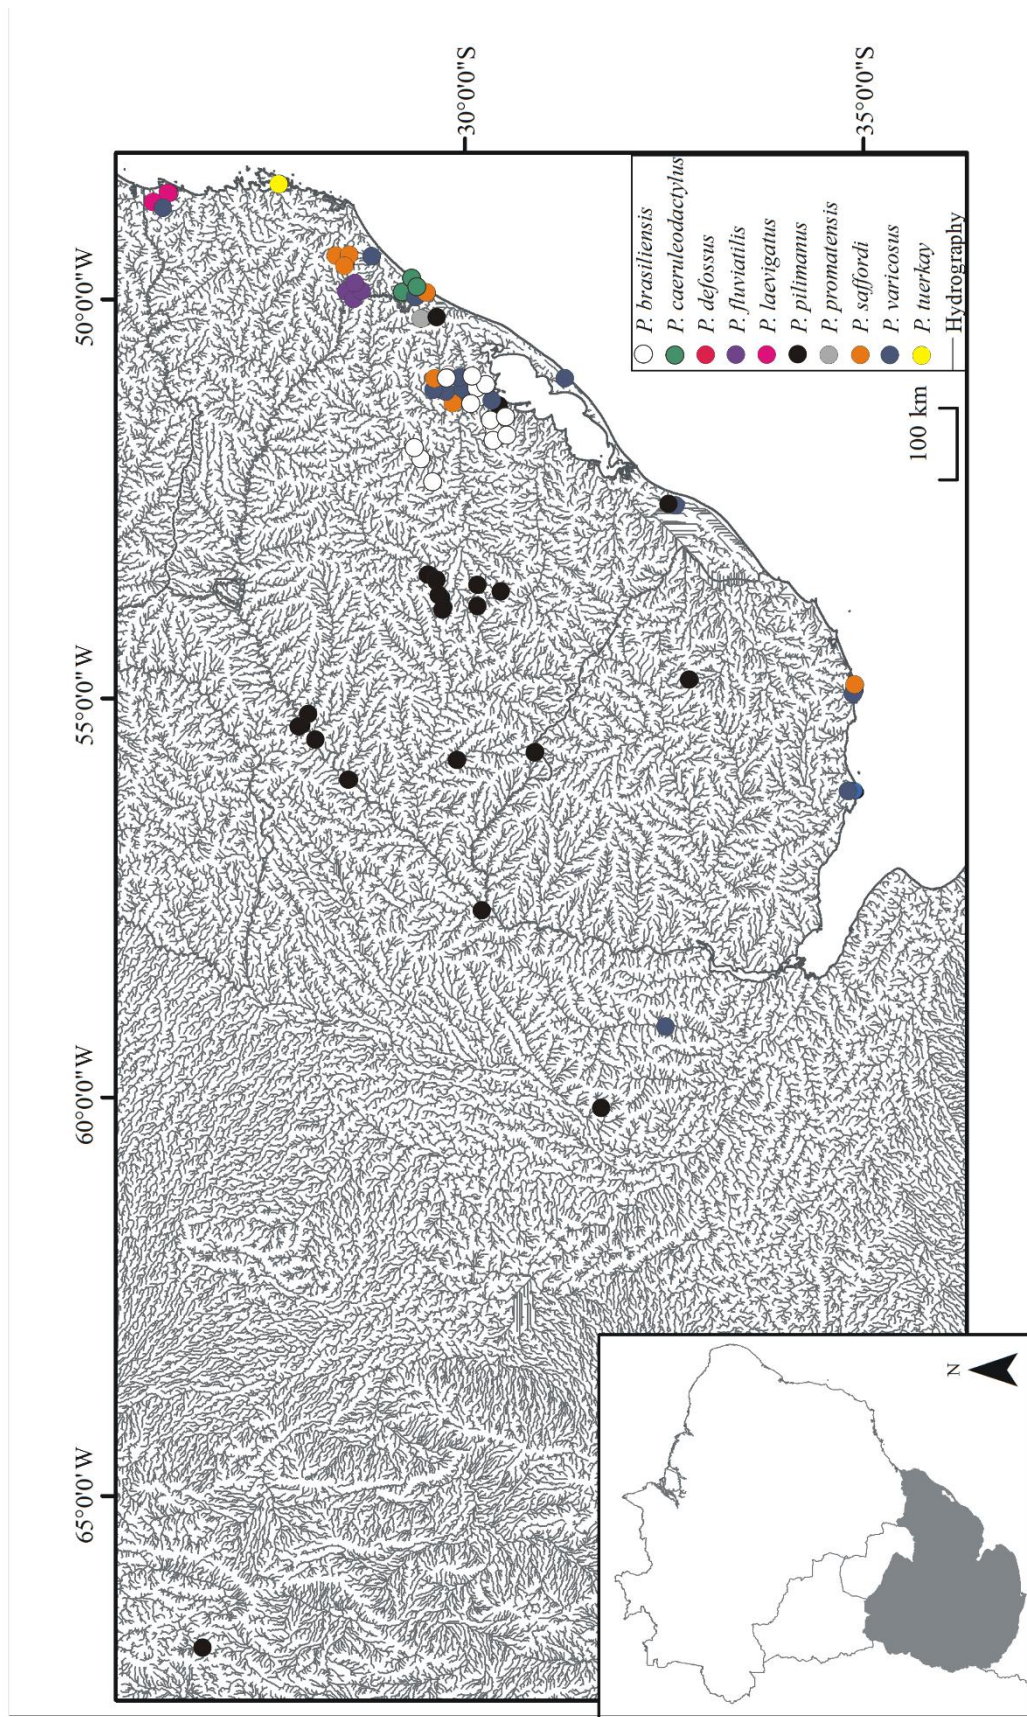 65°0'0"W
60°0'0"W
55°0'0"W
50°0'0"W
30°0'0"S
35°0'0"S
P. brasiliensis
P. caeruleodactylus
P. defossus
P. fluviatilis
P. laevigatus
P. pilimanus
P. promatensis
P. saffordi
P. varicosus
P. tuerkay
Hydrography
100 km
N